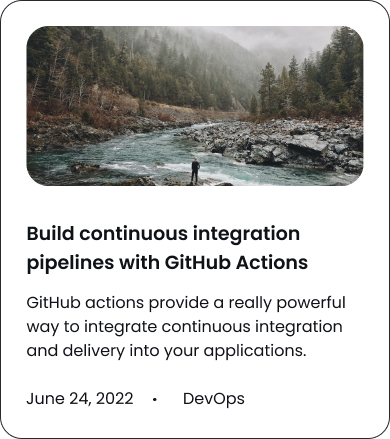 Build continuous integration
pipelines with GitHub Actions
GitHub actions provide a really powerful
way to integrate continuous integration
and delivery into your applications.
June 24, 2022 • DevOps